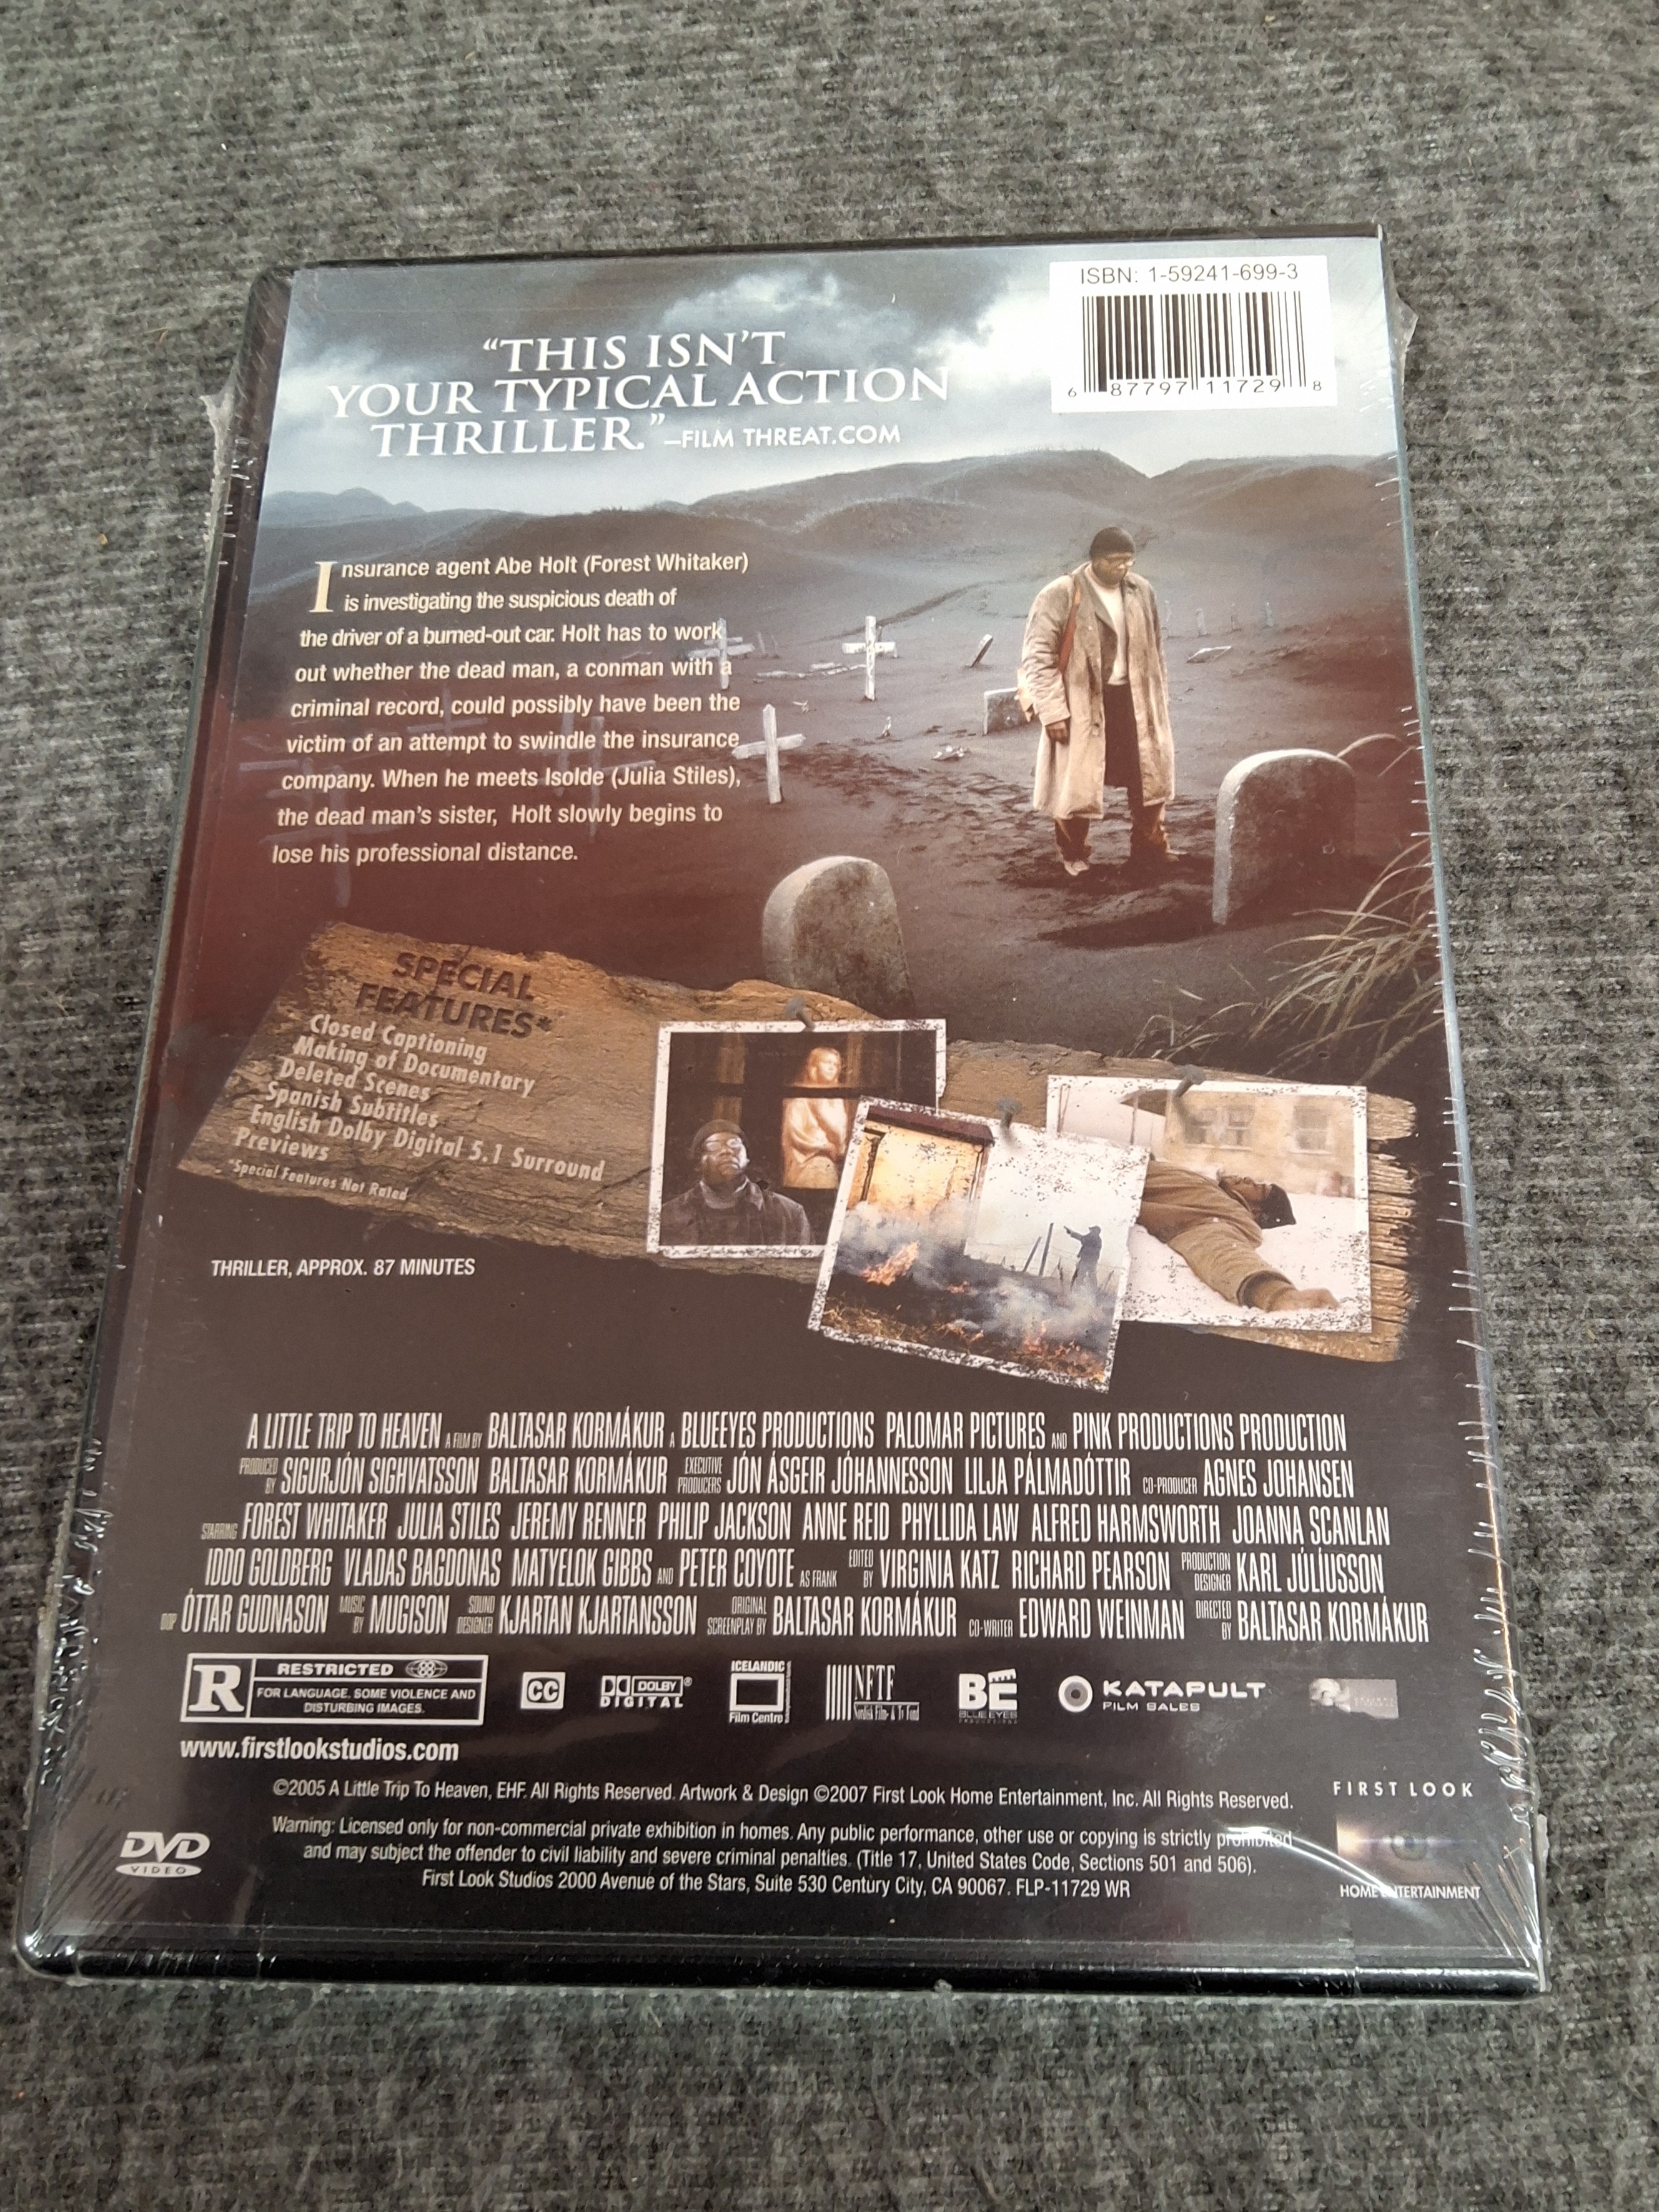 ISBN: 1-59241-699-3
6 87797 11729 8
“THIS ISN’T
YOUR TYPICAL ACTION
THRILLER.” –FILM THREAT.COM
Insurance agent Abe Holt (Forest Whitaker)
is investigating the suspicious death of
the driver of a burned-out car. Holt has to work
out whether the dead man, a conman with a
criminal record, could possibly have been the
victim of an attempt to swindle the insurance
company. When he meets Isolde (Julia Stiles),
the dead man’s sister, Holt slowly begins to
lose his professional distance.
SPECIAL
FEATURES*
Closed Captioning
Making of Documentary
Deleted Scenes
Spanish Subtitles
English Dolby Digital 5.1 Surround
Previews
*Special Features Not Rated
THRILLER, APPROX. 87 MINUTES
A LITTLE TRIP TO HEAVEN A FILM BY BALTASAR KORMÁKUR A BLUEEYES PRODUCTIONS PALOMAR PICTURES AND PINK PRODUCTIONS PRODUCTION
PRODUCED BY SIGURJÓN SIGHVATSSON BALTASAR KORMÁKUR EXECUTIVE PRODUCERS JÓN ÁSGEIR JÓHANNESSON LILJA PÁLMADÓTTIR CO-PRODUCER AGNES JOHANSEN
STARRING FOREST WHITAKER JULIA STILES JEREMY RENNER PHILIP JACKSON ANNE REID PHYLLIDA LAW ALFRED HARMSWORTH JOANNA SCANLAN
IDDO GOLDBERG VLADAS BAGDONAS MATYELOK GIBBS AND PETER COYOTE AS FRANK EDITED BY VIRGINIA KATZ RICHARD PEARSON PRODUCTION DESIGNER KARL JÚLÍUSSON
DOP ÓTTAR GUDNASON MUSIC BY MUGISON SOUND DESIGNER KJARTAN KJARTANSSON ORIGINAL SCREENPLAY BY BALTASAR KORMÁKUR CO-WRITER EDWARD WEINMAN DIRECTED BY BALTASAR KORMÁKUR
R RESTRICTED
FOR LANGUAGE, SOME VIOLENCE AND
DISTURBING IMAGES.
CC
DOLBY
DIGITAL
ICELANDIC
Film Centre
NFTF
Nordisk Film- & Tv Fond
BE
BLUEEYES
PRODUCTIONS
KATAPULT
FILM SALES
www.firstlookstudios.com
©2005 A Little Trip To Heaven, EHF. All Rights Reserved. Artwork & Design ©2007 First Look Home Entertainment, Inc. All Rights Reserved.
Warning: Licensed only for non-commercial private exhibition in homes. Any public performance, other use or copying is strictly prohibited
and may subject the offender to civil liability and severe criminal penalties. (Title 17, United States Code, Sections 501 and 506).
First Look Studios 2000 Avenue of the Stars, Suite 530 Century City, CA 90067. FLP-11729 WR
DVD
VIDEO
FIRST LOOK
HOME ENTERTAINMENT